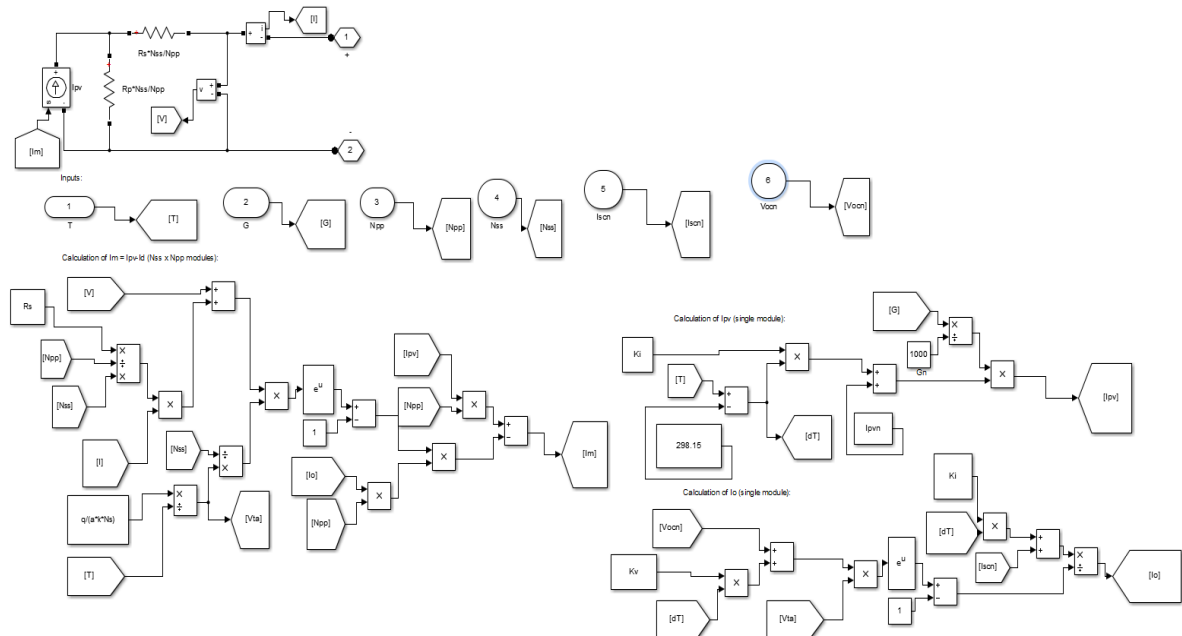 [I]
i
+
-
1
+
Rs*Nss/Npp
+
Ipv
s
-
Rp*Nss/Npp
v
+
-
[V]
[Im]
-
2
Inputs:
1
T
[T]
2
G
[G]
3
Npp
[Npp]
4
Nss
[Nss]
5
Iscn
[Iscn]
6
Vocn
[Vocn]
Calculation of Im = Ipv-Id (Nss x Npp modules):
[V]
+
+
Rs
[Npp]
[Nss]
×
÷
×
×
[I]
[Nss]
÷
×
q/(a*k*Ns)
×
÷
[Vta]
[T]
×
e^u
1
+
-
[Ipv]
[Npp]
×
×
[Io]
[Npp]
×
+
-
[Im]
Calculation of Ipv (single module):
Ki
[T]
+
-
298.15
[dT]
×
+
+
Ipvn
[G]
1000
Gn
×
÷
×
[Ipv]
Calculation of Io (single module):
[Vocn]
Kv
[dT]
×
+
+
[Vta]
×
e^u
1
+
-
Ki
[dT]
×
[Iscn]
+
+
×
÷
[Io]